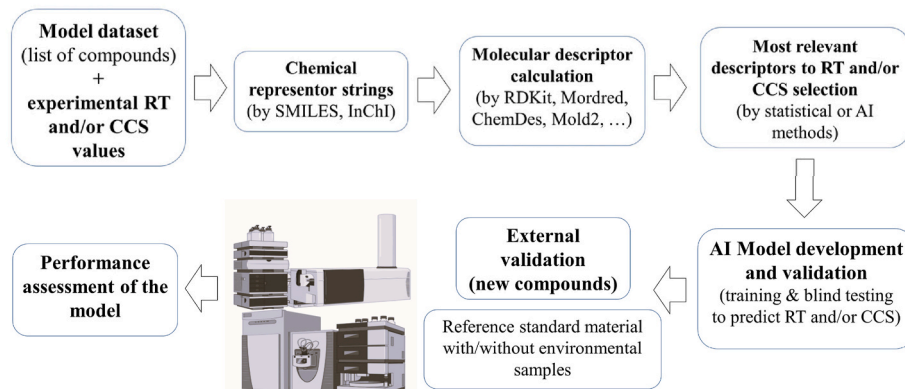 Model dataset
(list of compounds)
+
experimental RT
and/or CCS
values
Chemical
representor strings
(by SMILES, InChI)
Molecular descriptor
calculation
(by RDKit, Mordred,
ChemDes, Mold2, …)
Most relevant
descriptors to RT and/or
CCS selection
(by statistical or AI
methods)
AI Model development
and validation
(training & blind testing
to predict RT and/or CCS)
External
validation
(new compounds)
Reference standard material
with/without environmental
samples
Performance
assessment of the
model